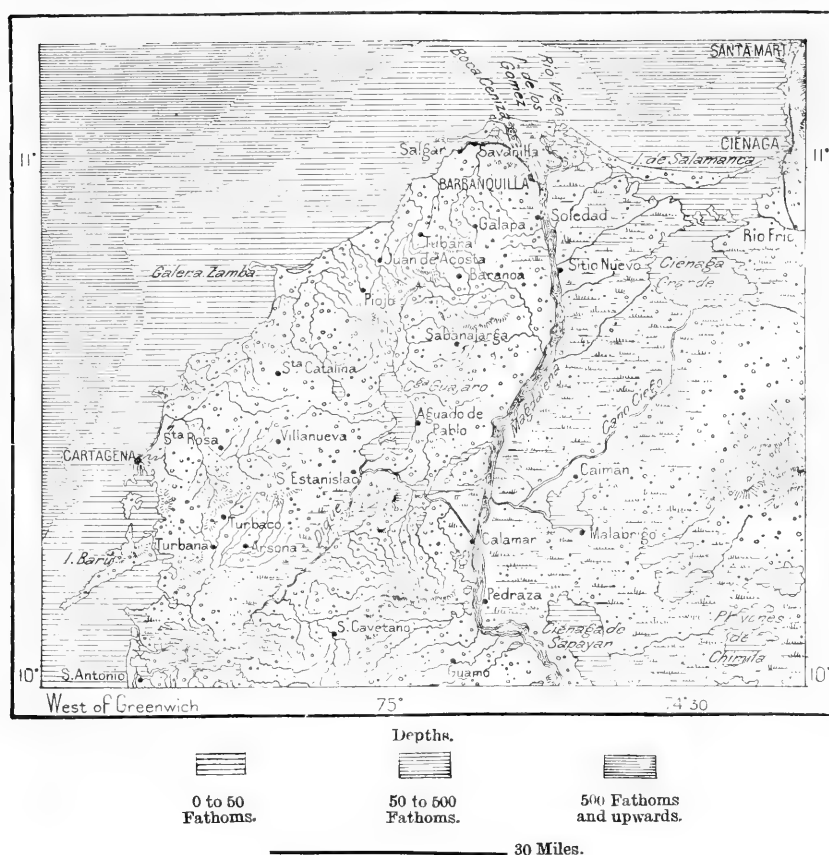 SANTA MART
Boca Ceniza
I. de los Gomez
Rio Viejo
CIÉNAGA
11°
11°
Salgar
Savanilla
I. de Salamanca
BARRANQUILLA
Galapa
Soledad
Tubara
Rio Fric
Juan de Acosta
Galera Zamba
Baranoa
Sitio Nuevo
Cienaga
Grande
Piojo
Sabanalarga
Sta Catalina
Cga Guajaro
Magdalena
Caño Ciego
Aguado de
Pablo
Sta Rosa
Villanueva
CARTAGENA
S. Estanislao
Caiman
Turbaco
Dique
Calamar
Malabrigo
Turbana
Arsona
I. Barú
Pedraza
Cienaga de
Sapayan
S. Cayetano
de
Chimila
Guamo
S. Antonio
10°
10°
West of Greenwich
75°
74°30
Depths.
0 to 50
Fathoms.
50 to 500
Fathoms.
500 Fathoms
and upwards.
30 Miles.